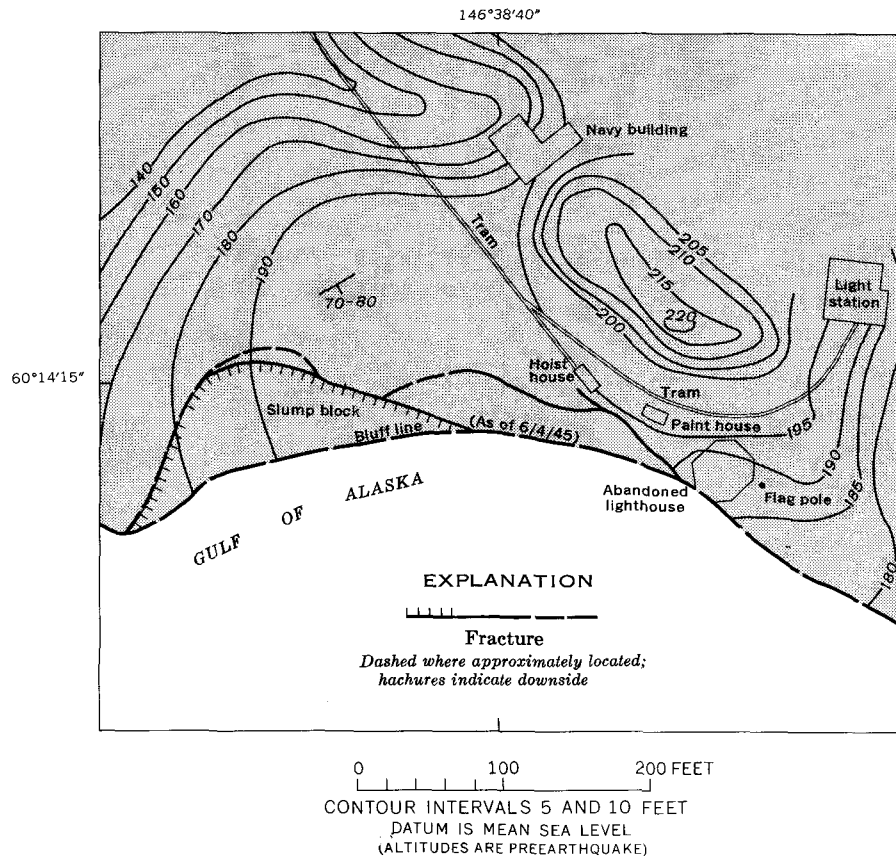 146°38'40"
Navy building
140
150
160
170
180
190
Tram
205
210
215
220
200
70-80
Light
station
Hoist
house
60°14'15"
Tram
Slump block
Paint house
195
Bluff line
(As of 6/4/45)
190
185
Abandoned
lighthouse
Flag pole
GULF OF ALASKA
180
EXPLANATION
Fracture
Dashed where approximately located;
hachures indicate downside
0 100 200 FEET
CONTOUR INTERVALS 5 AND 10 FEET
DATUM IS MEAN SEA LEVEL
(ALTITUDES ARE PREEARTHQUAKE)